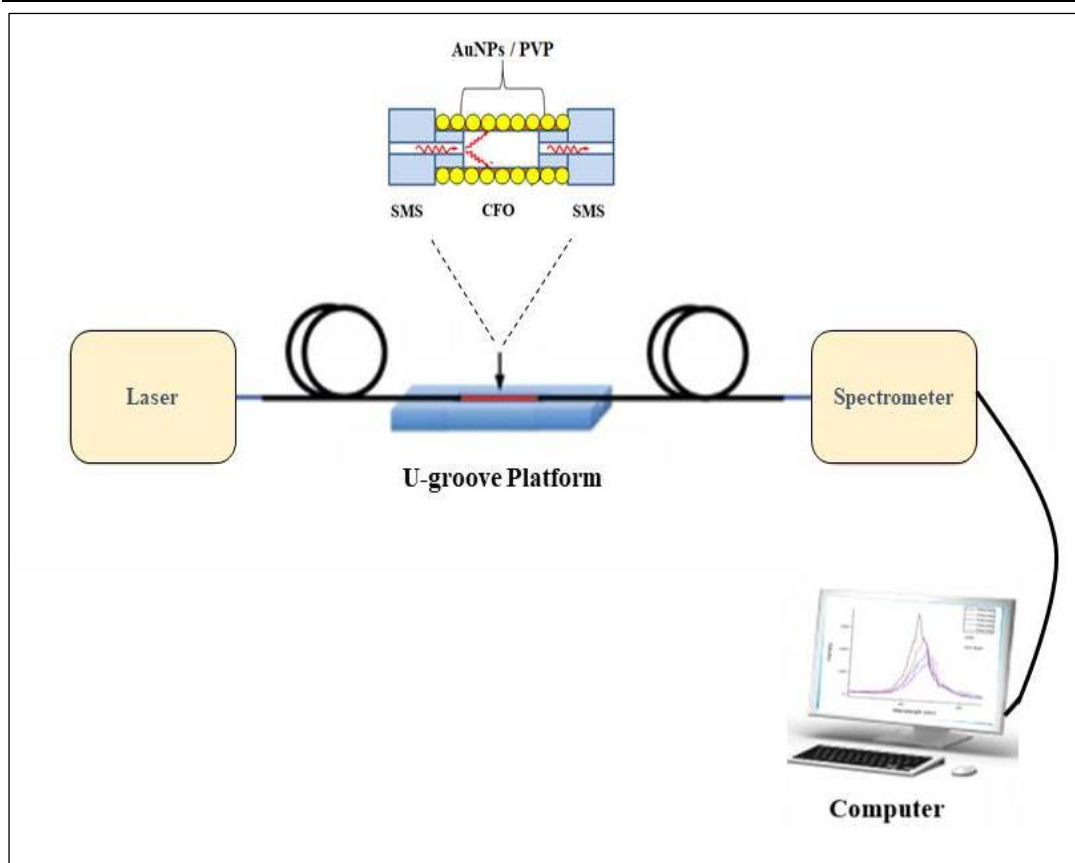 AuNPs / PVP
SMS
CFO
SMS
Laser
Spectrometer
U-groove Platform
Computer